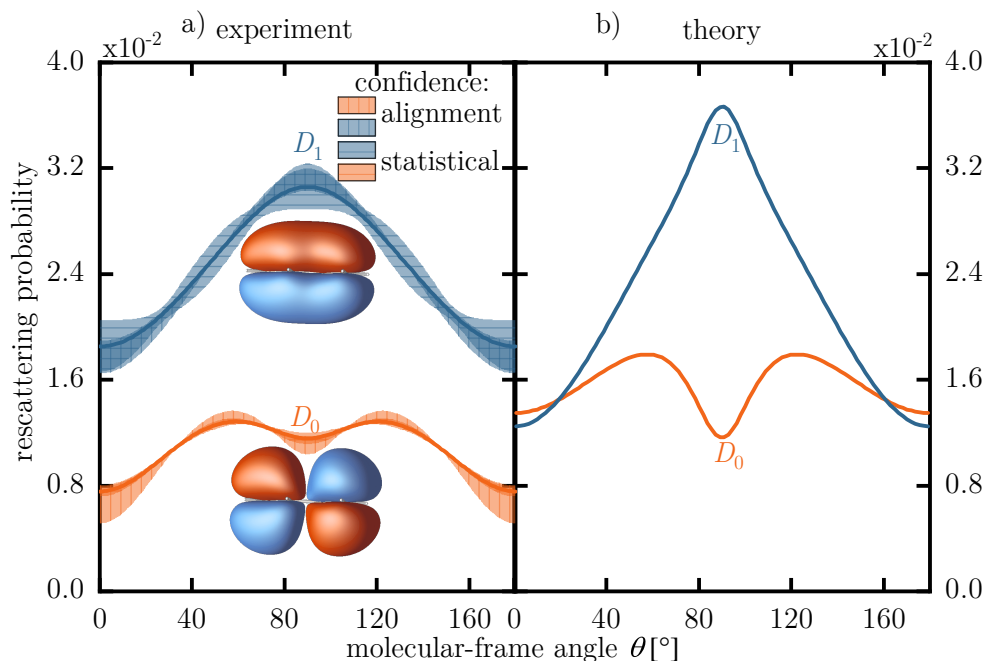 a) experiment
b) theory
x10-2
x10-2
4.0
3.2
2.4
1.6
0.8
0.0
rescattering probability
confidence:
alignment
statistical
D1
D0
0 40 80 120 160
D1
D0
0 40 80 120 160
4.0
3.2
2.4
1.6
0.8
0.0
molecular-frame angle θ[°]